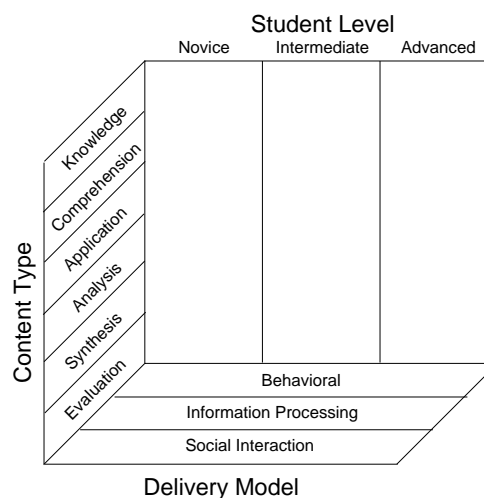 Student Level
Novice Intermediate Advanced
Knowledge
Comprehension
Application
Analysis
Synthesis
Evaluation
Content Type
Behavioral
Information Processing
Social Interaction
Delivery Model